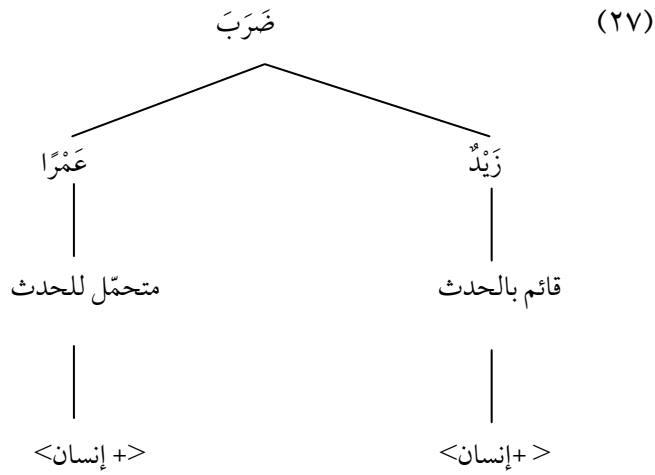 (٢٧)
ضَرَبَ
زَيْدٌ عَمْرًا
قائم بالحدث متحمّل للحدث
<+إنسان> <+ إنسان>